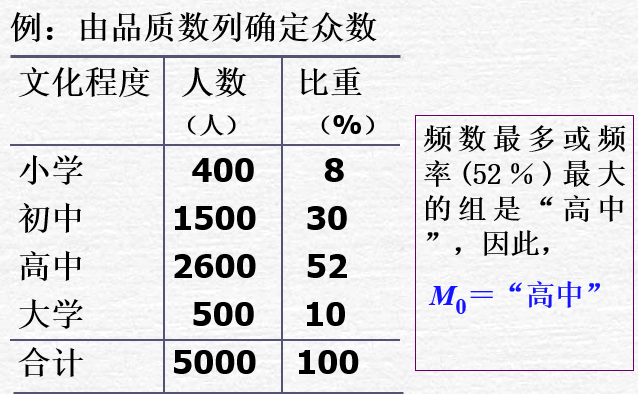 例：由品质数列确定众数
文化程度 人数 比重
（人） （%）
小学 400 8
初中 1500 30
高中 2600 52
大学 500 10
合计 5000 100
频数最多或频
率(52％)最大
的组是“高中
”，因此，
M0＝“高中”